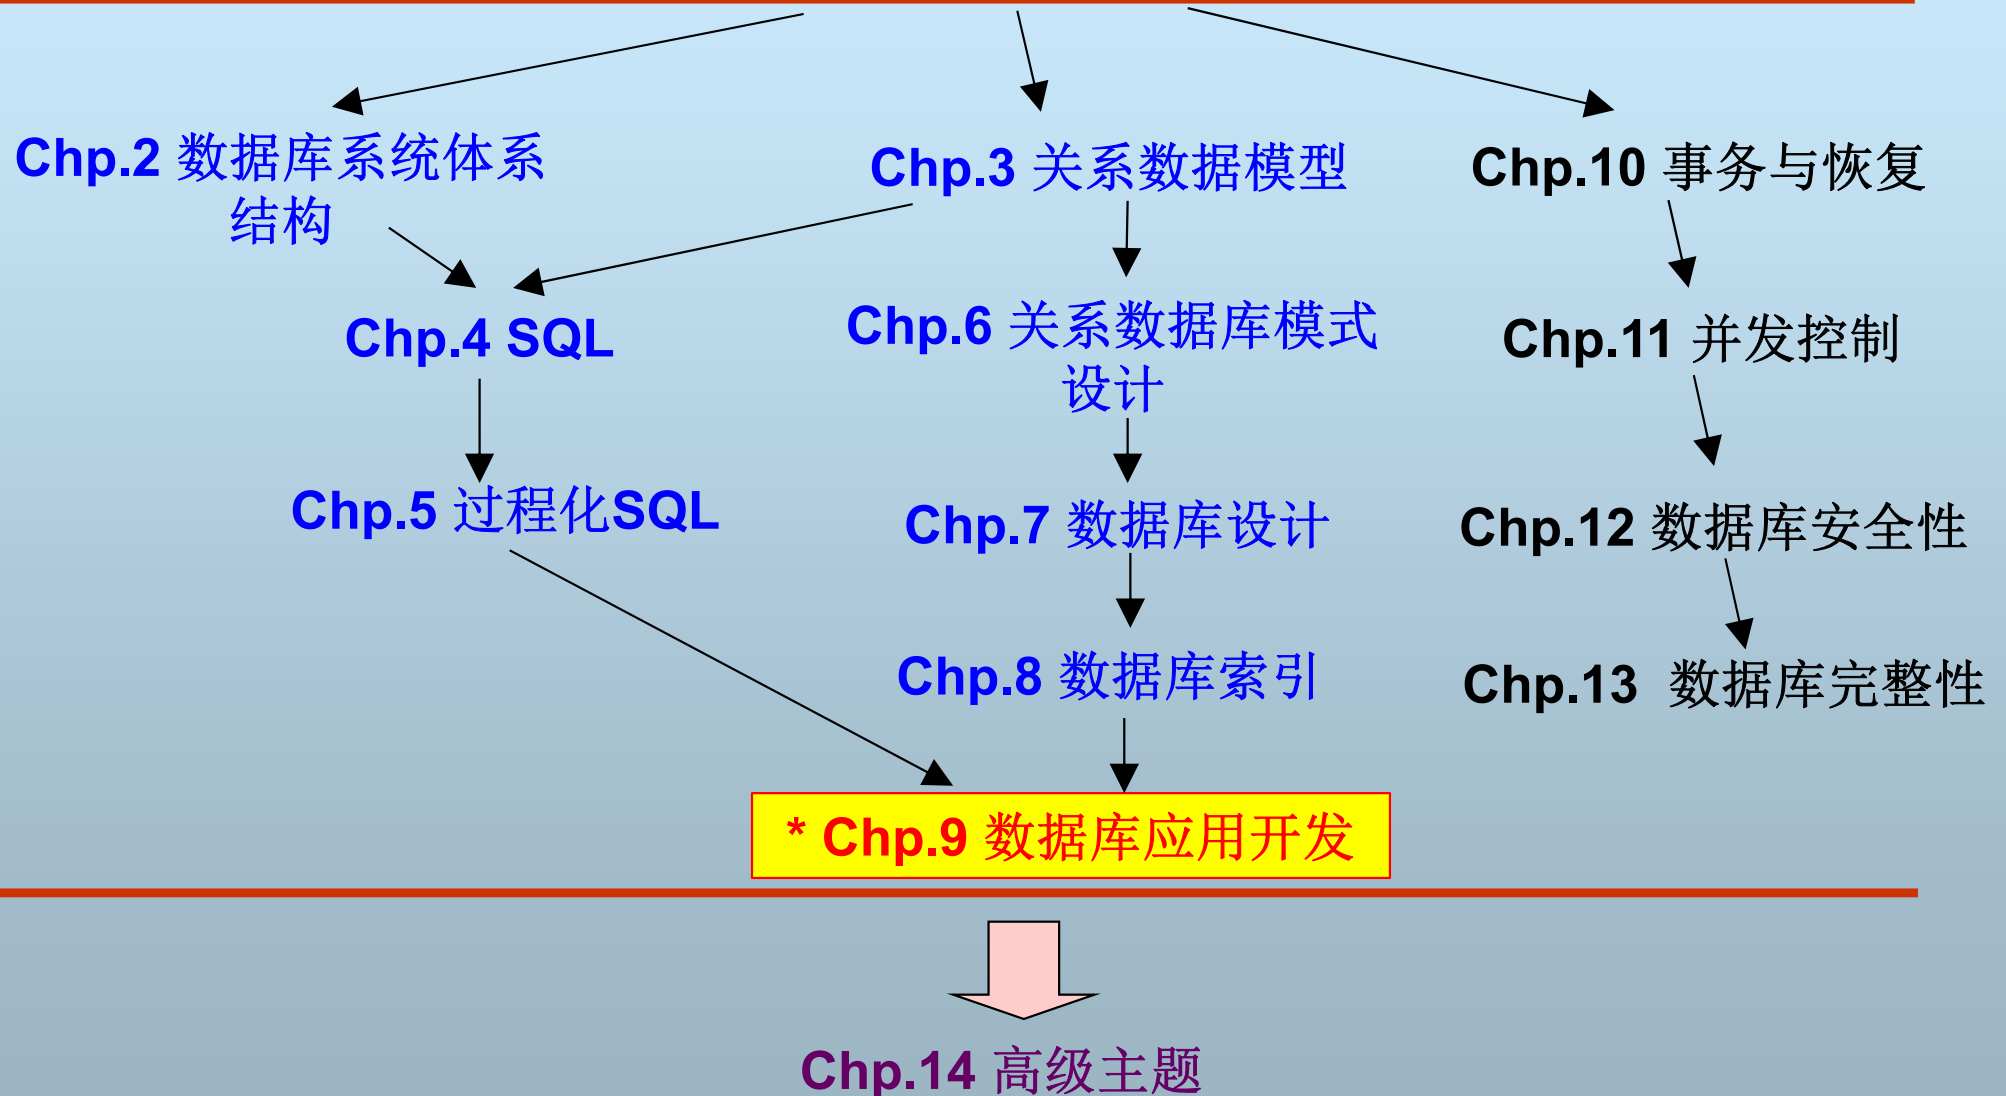 Chp.2 数据库系统体系
结构
Chp.3 关系数据模型
Chp.10 事务与恢复
Chp.4 SQL
Chp.6 关系数据库模式
设计
Chp.11 并发控制
Chp.5 过程化SQL
Chp.7 数据库设计
Chp.12 数据库安全性
Chp.8 数据库索引
Chp.13 数据库完整性
* Chp.9 数据库应用开发
Chp.14 高级主题